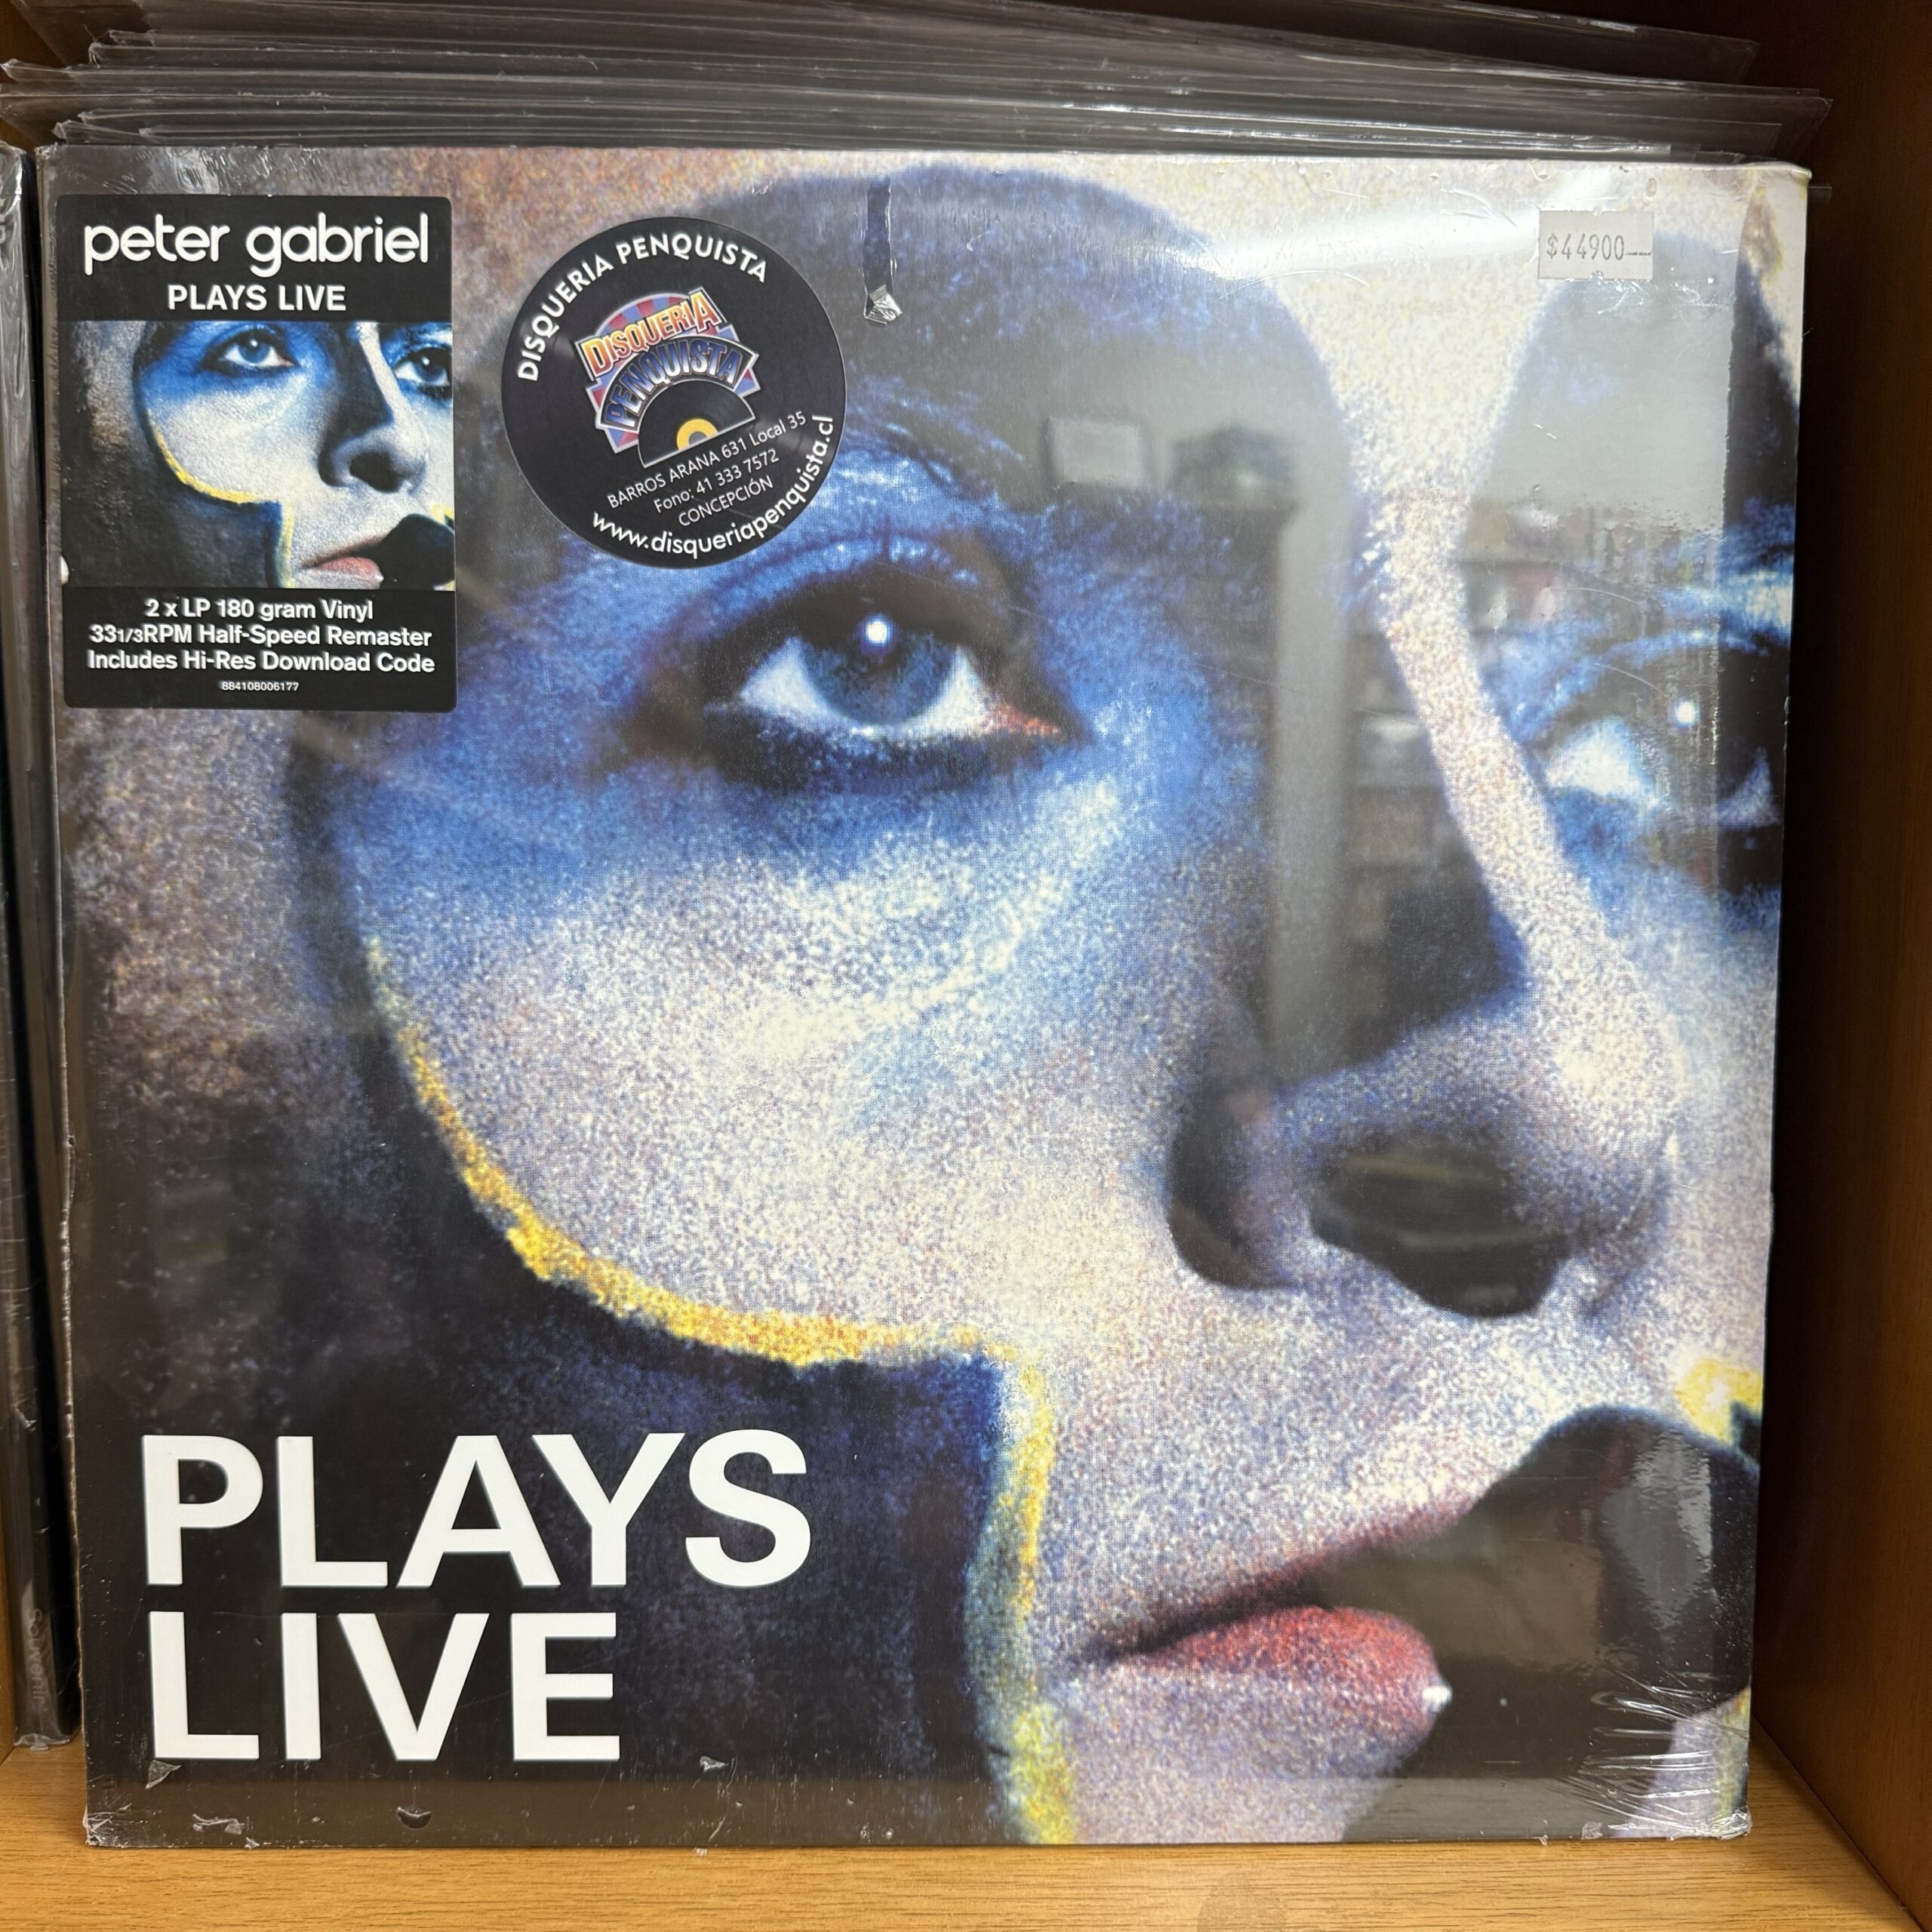 peter gabriel
PLAYS LIVE
2 x LP 180 gram Vinyl
331/3RPM Half-Speed Remaster
Includes Hi-Res Download Code
884108006177
DISQUERIA PENQUISTA
DISQUERIA
PENQUISTA
BARROS ARANA 631 Local 35
Fono: 41 333 7572
CONCEPCIÓN
www.disqueriapenquista.cl
$44900
PLAYS
LIVE